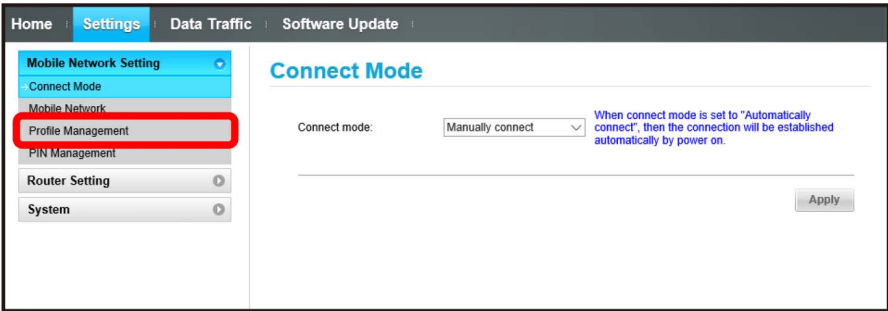 Home Settings Data Traffic Software Update
Mobile Network Setting
Connect Mode
Mobile Network
Profile Management
PIN Management
Router Setting
System
Connect Mode
Connect mode: Manually connect
When connect mode is set to "Automatically
connect", then the connection will be established
automatically by power on.
Apply